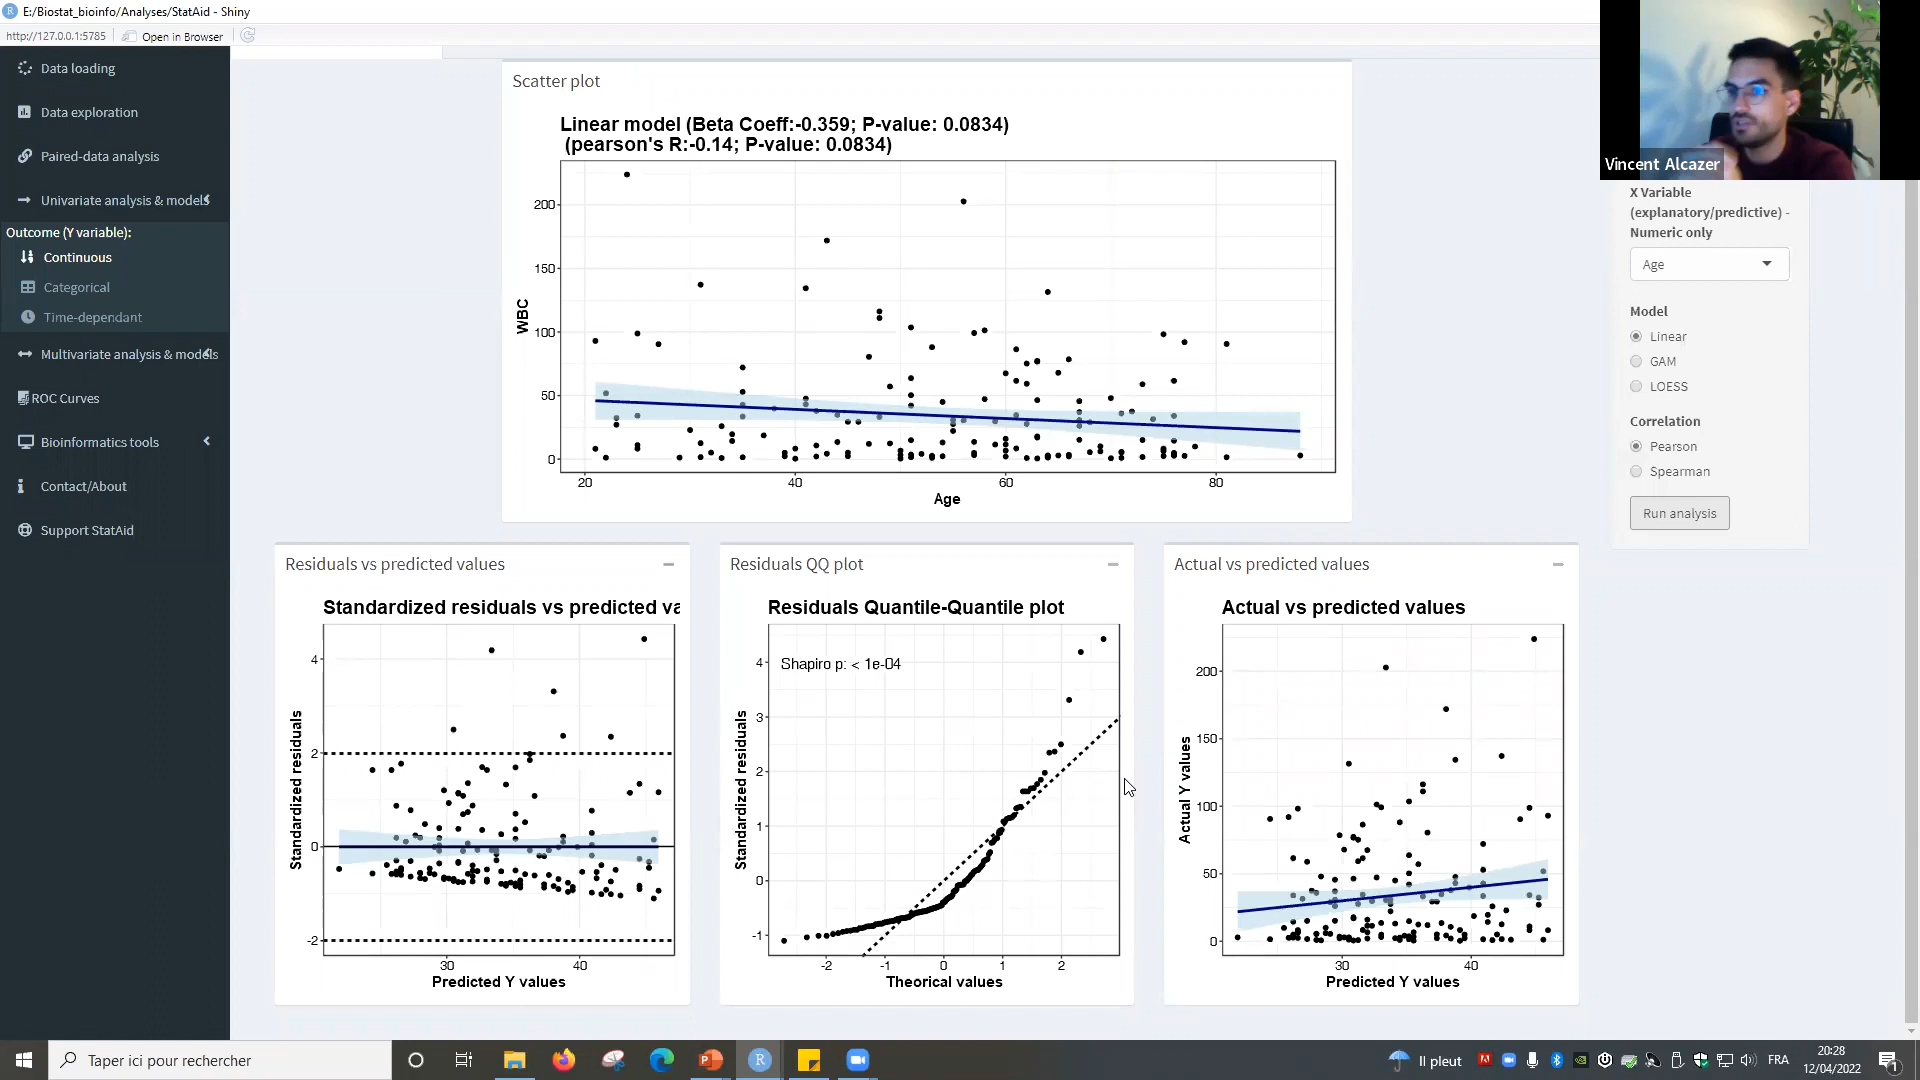 E:/Biostat_bioinfo/Analyses/StatAid - Shiny
http://127.0.0.1:5785
Open in Browser
Data loading
Data exploration
Paired-data analysis
Univariate analysis & models
Outcome (Y variable):
Continuous
Categorical
Time-dependant
Multivariate analysis & models
ROC Curves
Bioinformatics tools
Contact/About
Support StatAid
Scatter plot
Linear model (Beta Coeff:-0.359; P-value: 0.0834)
(pearson's R:-0.14; P-value: 0.0834)
200
150
100
50
0
WBC
20 40 60 80
Age
Vincent Alcazer
X Variable
(explanatory/predictive) -
Numeric only
Age
Model
Linear
GAM
LOESS
Correlation
Pearson
Spearman
Run analysis
Residuals vs predicted values
Standardized residuals vs predicted va
4
2
0
-2
Standardized residuals
30 40
Predicted Y values
Residuals QQ plot
Residuals Quantile-Quantile plot
Shapiro p: < 1e-04
4
3
2
1
0
-1
Standardized residuals
-2 -1 0 1 2
Theorical values
Actual vs predicted values
Actual vs predicted values
200
150
100
50
0
Actual Y values
30 40
Predicted Y values
Taper ici pour rechercher
Il pleut
FRA
20:28
12/04/2022
1